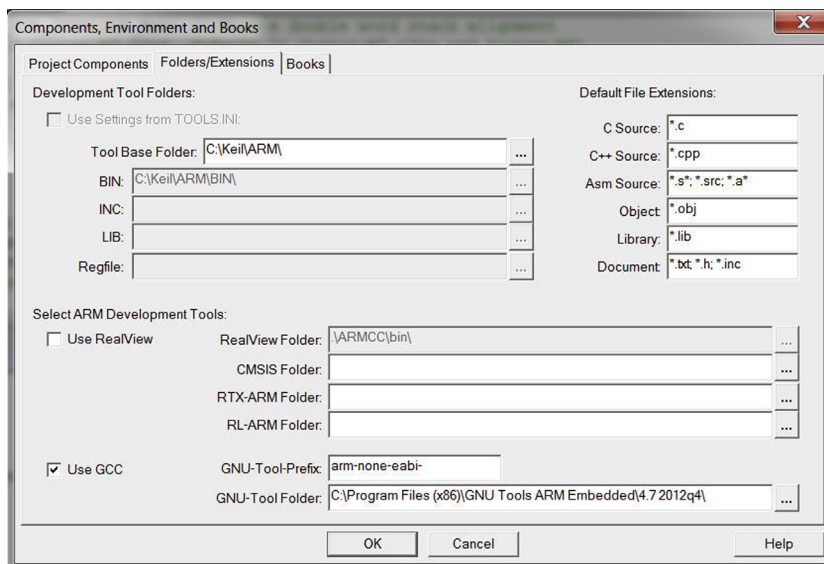 a double word stack alignment
Components, Environment and Books
Project Components Folders/Extensions Books
Development Tool Folders:
Default File Extensions:
Use Settings from TOOLS.INI:
C Source: *.c
Tool Base Folder: C:\Keil\ARM\ ...
C++ Source: *.cpp
BIN: C:\Keil\ARM\BIN\ ...
Asm Source: *.s*; *.src; *.a*
INC: ...
Object: *.obj
LIB: ...
Library: *.lib
Regfile: ...
Document: *.txt; *.h; *.inc
Select ARM Development Tools:
Use RealView RealView Folder: .\ARMCC\bin\ ...
CMSIS Folder: ...
RTX-ARM Folder: ...
RL-ARM Folder: ...
Use GCC GNU-Tool-Prefix: arm-none-eabi-
GNU-Tool Folder: C:\Program Files (x86)\GNU Tools ARM Embedded\4.7 2012q4\ ...
OK Cancel Help